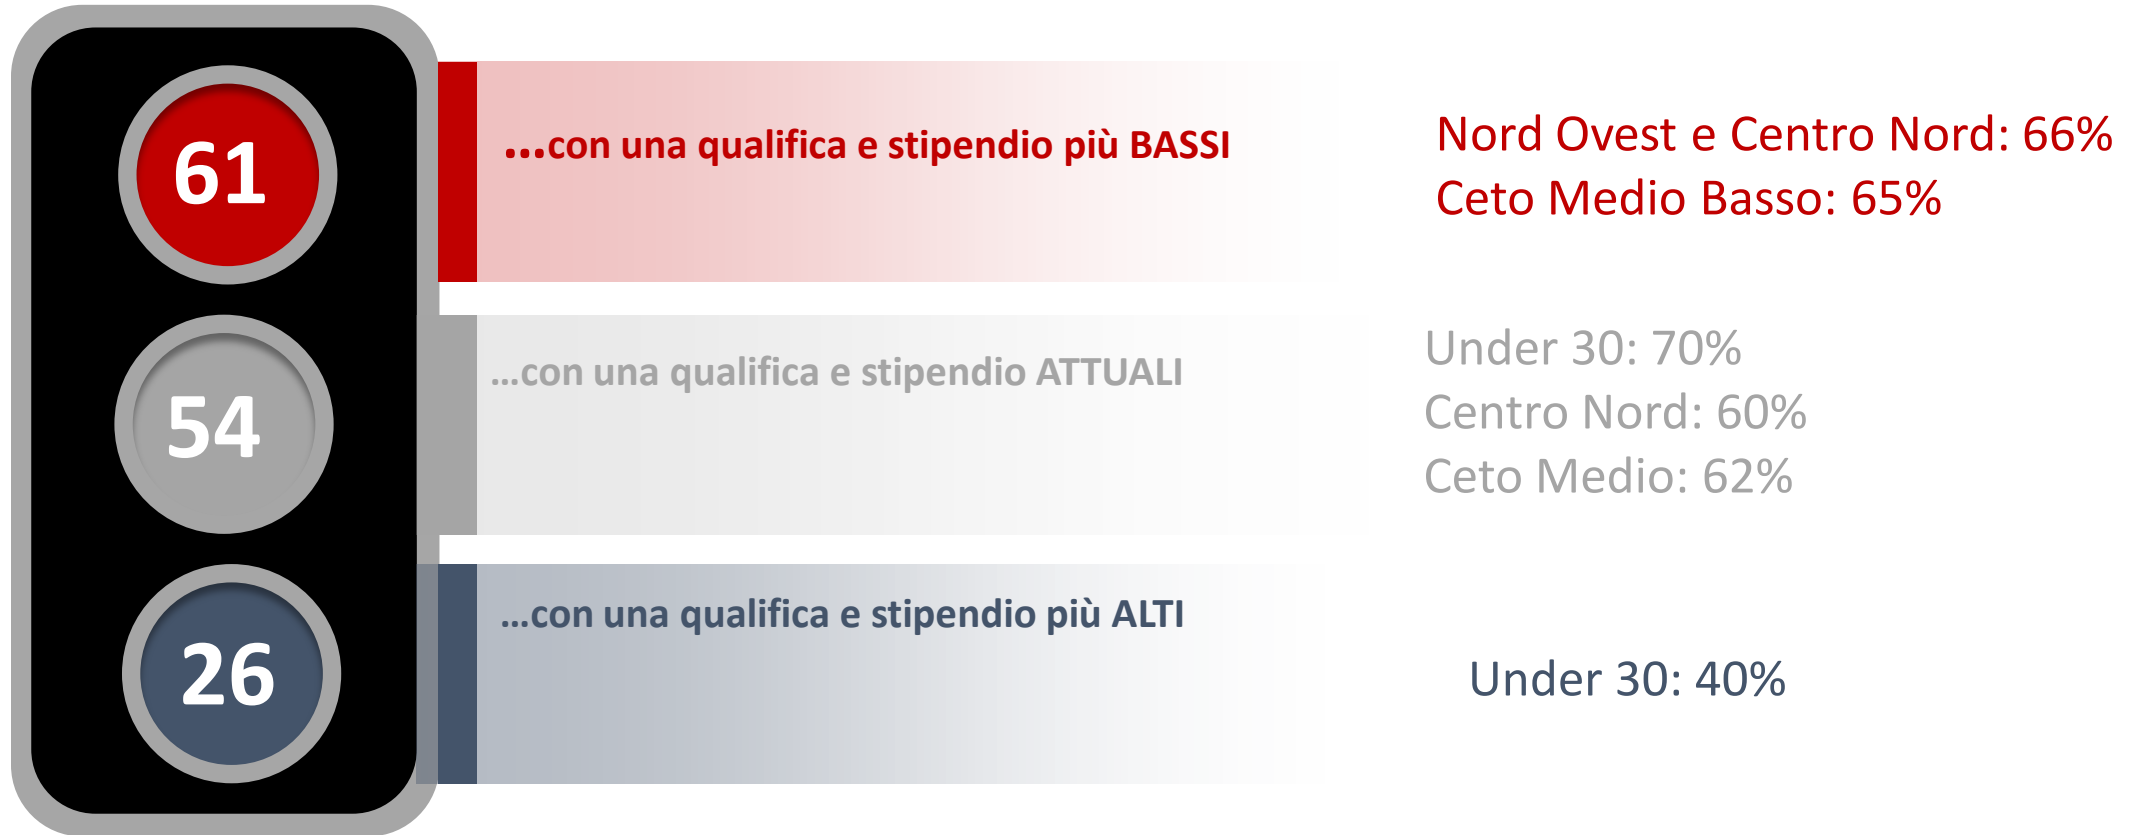 61
...con una qualifica e stipendio più BASSI
Nord Ovest e Centro Nord: 66%
Ceto Medio Basso: 65%
54
...con una qualifica e stipendio ATTUALI
Under 30: 70%
Centro Nord: 60%
Ceto Medio: 62%
26
...con una qualifica e stipendio più ALTI
Under 30: 40%